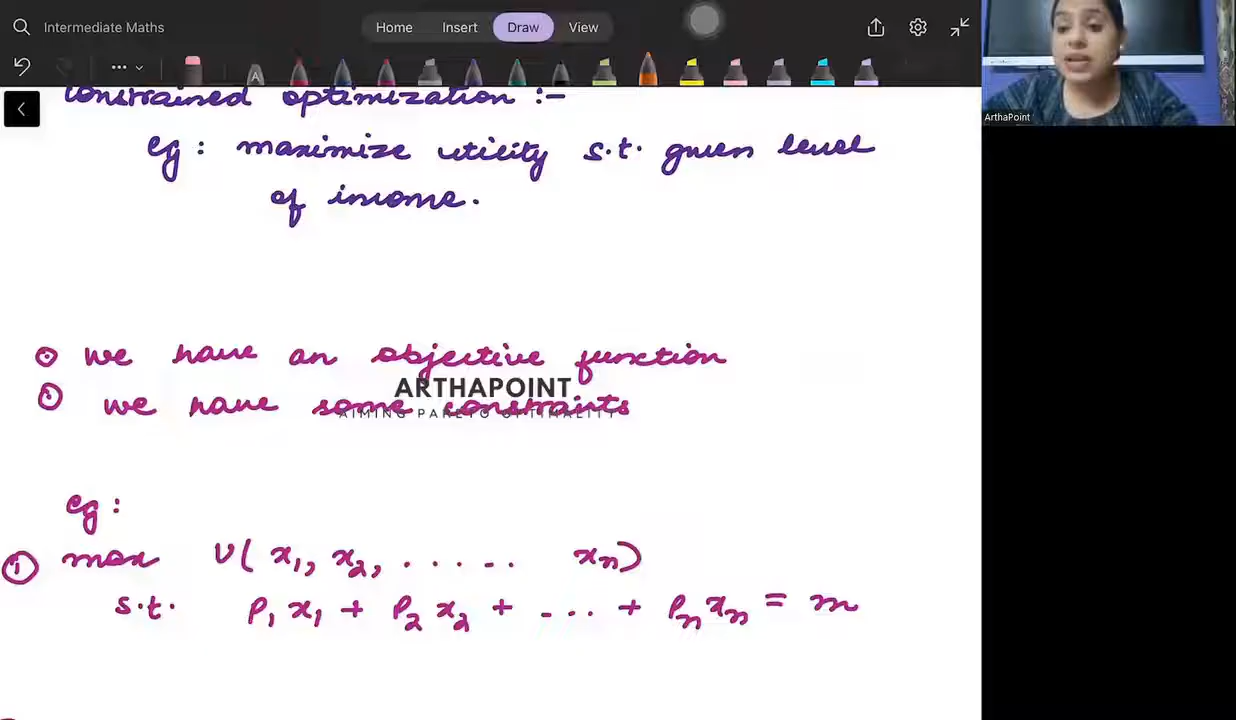 Intermediate Maths
Home Insert Draw View
A
ArthaPoint
Constrained optimization :-
eg : maximize utility s.t. given level
of income.
we have an objective function
ARTHAPOINT
we have some constraints
AIMING PARETO OPTIMALITY
eg :
① max U( x₁, x₂, . . . . . . xₙ)
s.t. P₁ x₁ + P₂ x₂ + . . . . + Pₙ xₙ = m